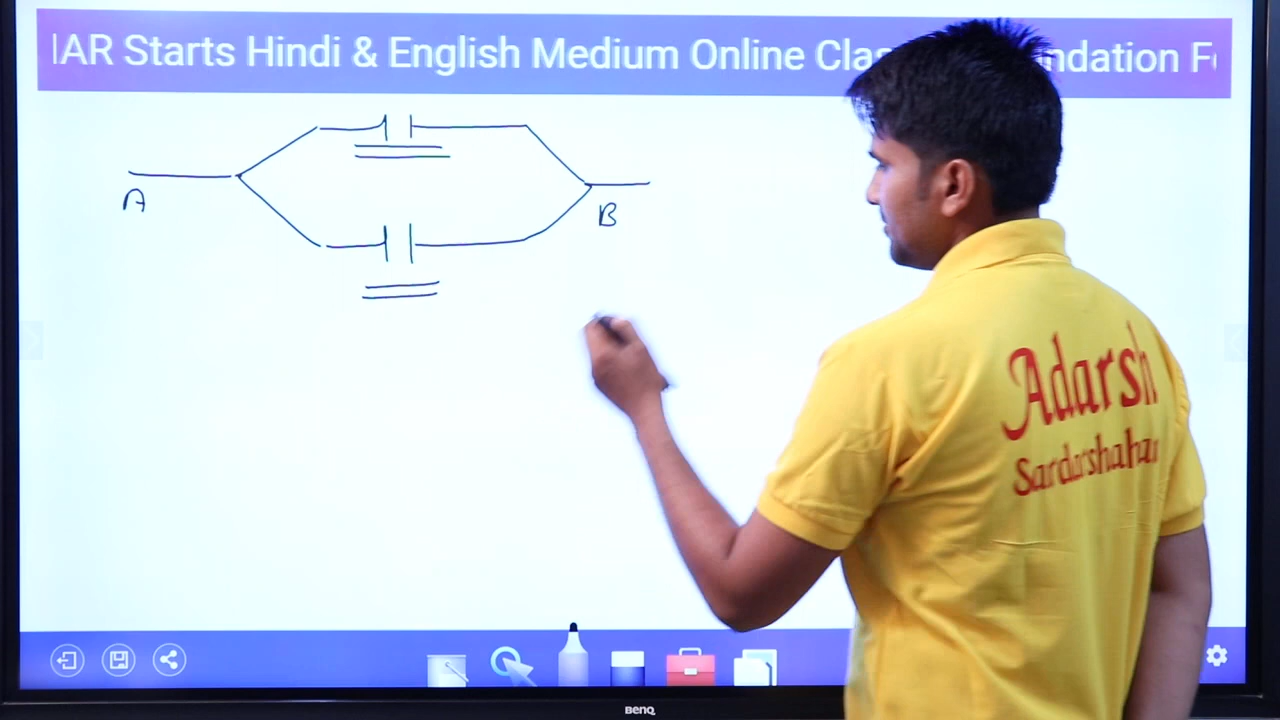 IAR Starts Hindi & English Medium Online Clas ndation F
A
B
Adarsh
Sardarshahar
BenQ